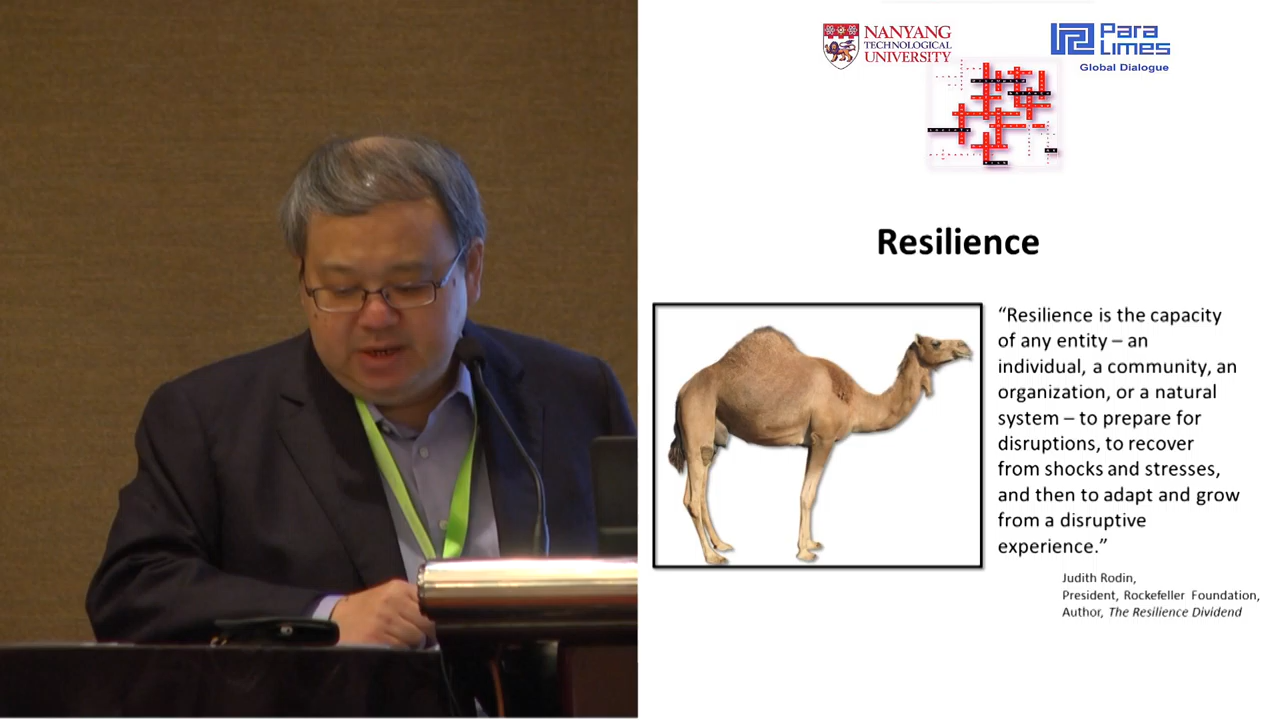 NANYANG
TECHNOLOGICAL
UNIVERSITY
Para
Limes
Global Dialogue
Resilience
“Resilience is the capacity
of any entity – an
individual, a community, an
organization, or a natural
system – to prepare for
disruptions, to recover
from shocks and stresses,
and then to adapt and grow
from a disruptive
experience.”
Judith Rodin,
President, Rockefeller Foundation,
Author, The Resilience Dividend